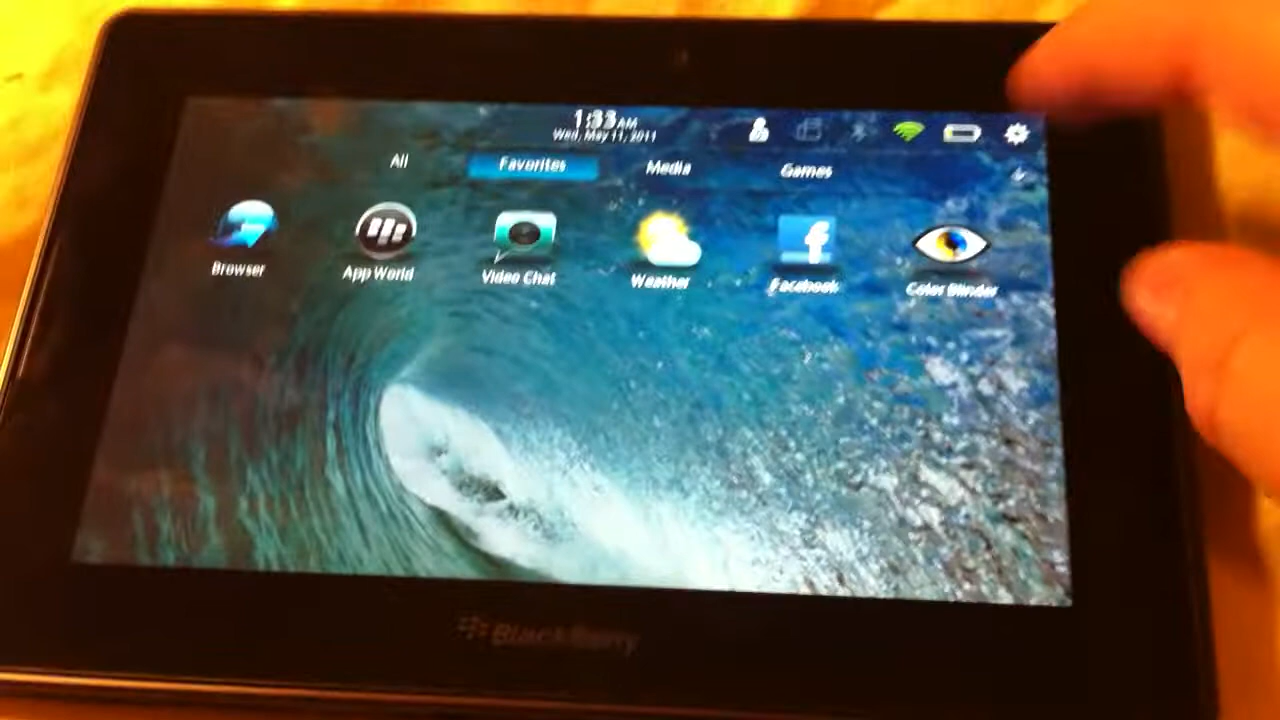 1:33 AM
Wed, May 11, 2011
All Favorites Media Games
Browser App World Video Chat Weather Facebook Color Blinder
BlackBerry